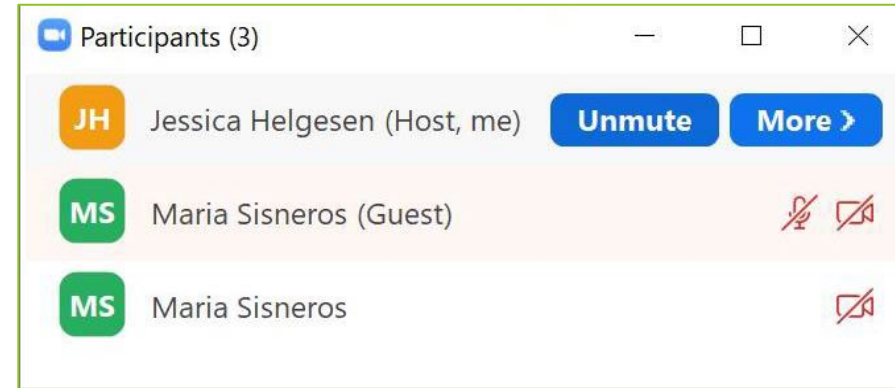 Participants (3)
JH Jessica Helgesen (Host, me) Unmute More >
MS Maria Sisneros (Guest)
MS Maria Sisneros